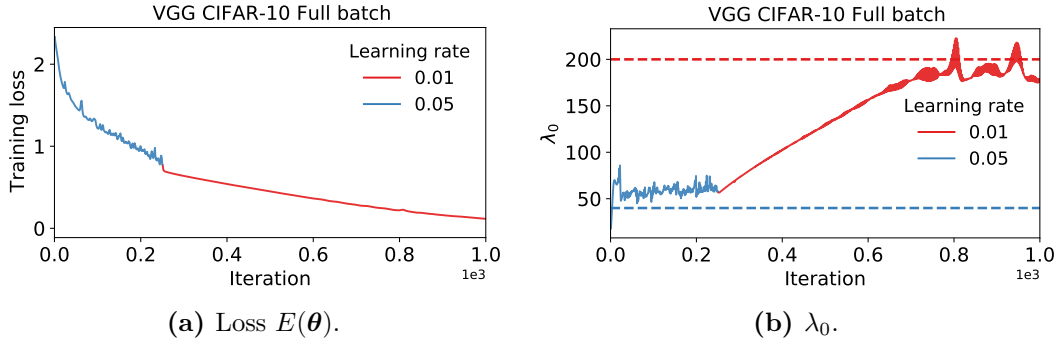 VGG CIFAR-10 Full batch
Training loss
2
1
0
Learning rate
0.01
0.05
0.0 0.2 0.4 0.6 0.8 1.0
1e3
Iteration
(a) Loss E(θ).
VGG CIFAR-10 Full batch
λ₀
200
150
100
50
Learning rate
0.01
0.05
0.0 0.2 0.4 0.6 0.8 1.0
1e3
Iteration
(b) λ₀.